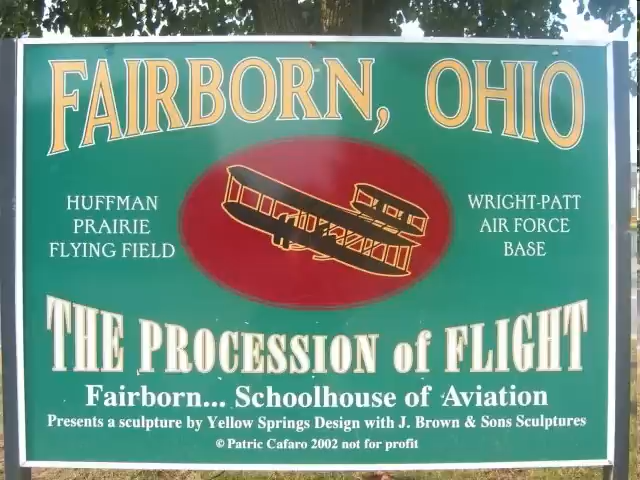 FAIRBORN, OHIO
HUFFMAN
PRAIRIE
FLYING FIELD
WRIGHT-PATT
AIR FORCE
BASE
THE PROCESSION of FLIGHT
Fairborn... Schoolhouse of Aviation
Presents a sculpture by Yellow Springs Design with J. Brown & Sons Sculptures
© Patric Cafaro 2002 not for profit